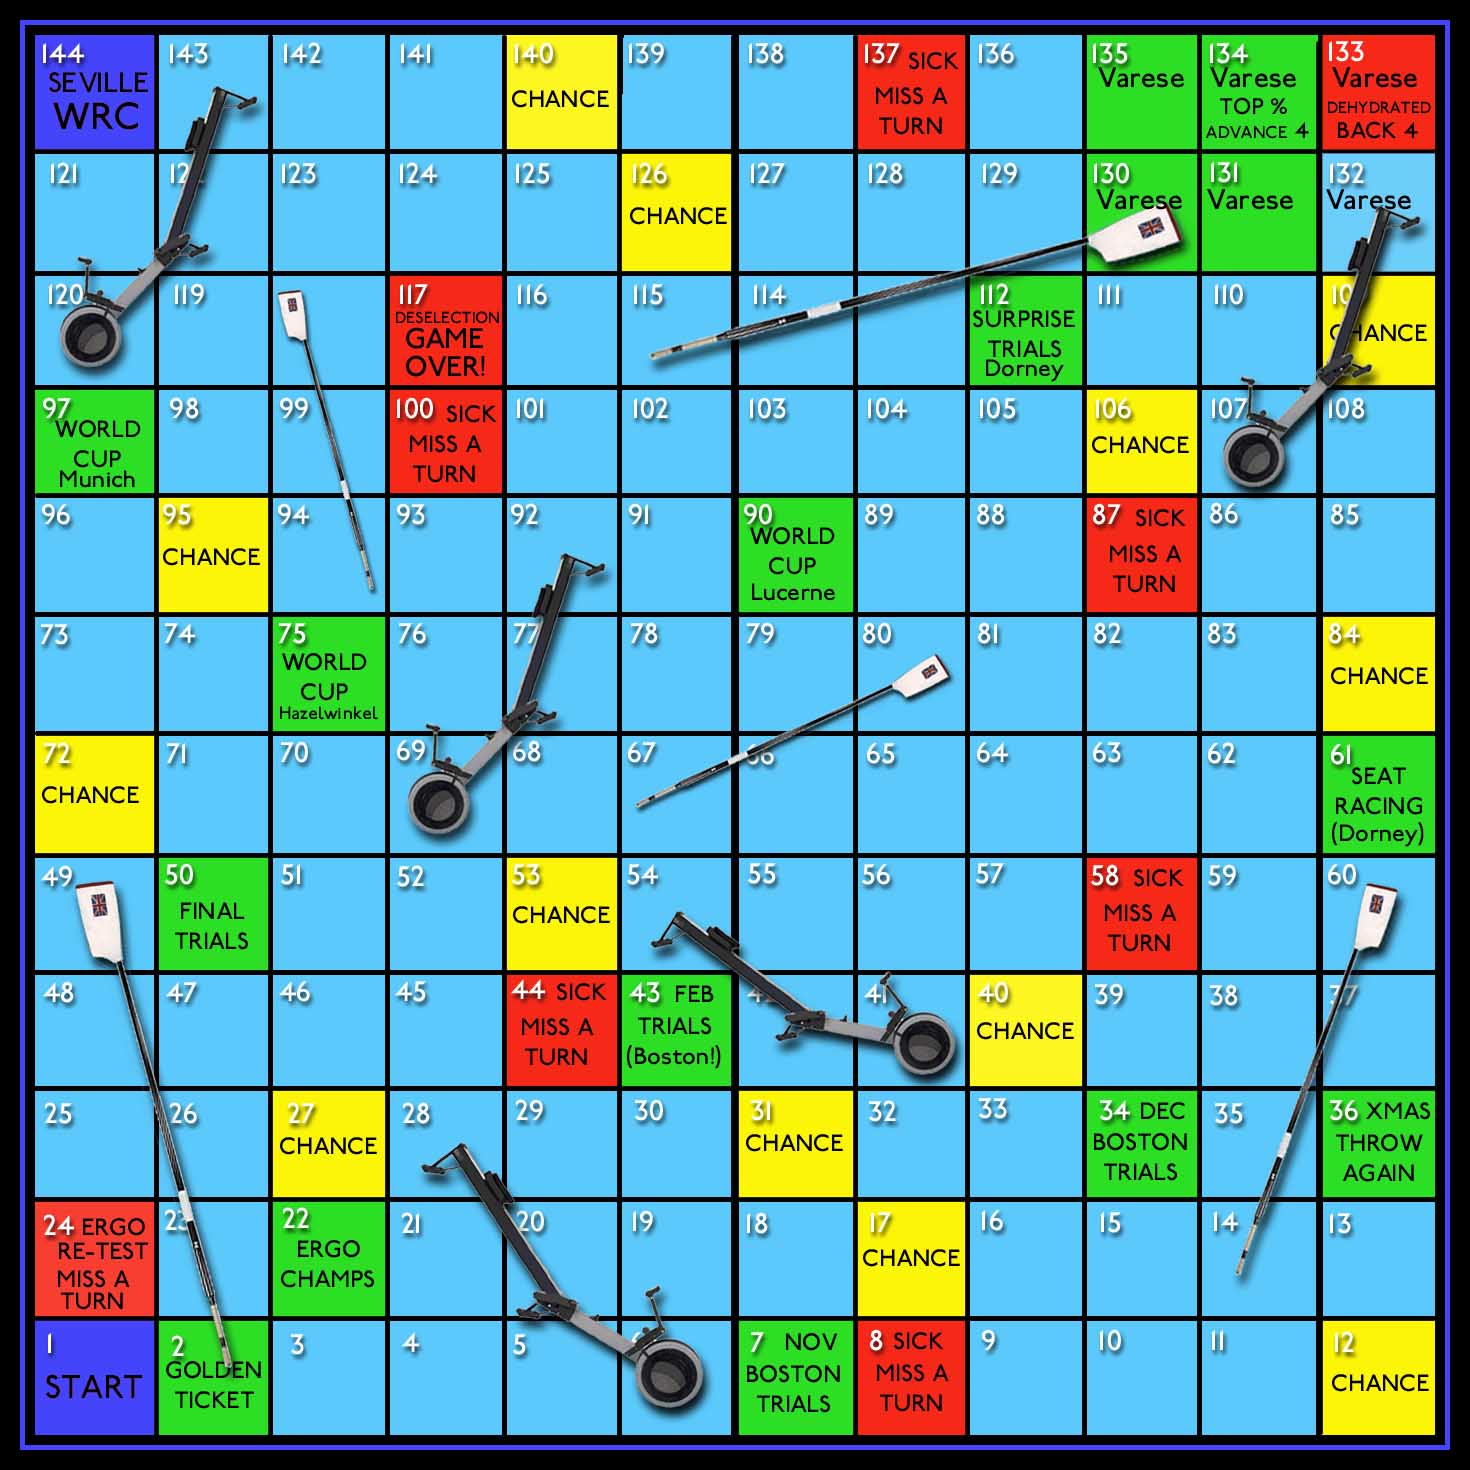 144 SEVILLE WRC
143
142
141
140 CHANCE
139
138
137 SICK MISS A TURN
136
135 Varese
134 Varese TOP % ADVANCE 4
133 Varese DEHYDRATED BACK 4
121
123
124
125
126 CHANCE
127
128
129
130 Varese
131 Varese
132 Varese
120
119
117 DESELECTION GAME OVER!
116
115
114
112 SURPRISE TRIALS Dorney
111
110
CHANCE
97 WORLD CUP Munich
98
99
100 SICK MISS A TURN
101
102
103
104
105
106 CHANCE
107
108
96
95 CHANCE
94
93
92
91
90 WORLD CUP Lucerne
89
88
87 SICK MISS A TURN
86
85
73
74
75 WORLD CUP Hazelwinkel
76
77
78
79
80
81
82
83
84 CHANCE
72 CHANCE
71
70
69
68
67
66
65
64
63
62
61 SEAT RACING (Dorney)
49
50 FINAL TRIALS
51
52
53 CHANCE
54
55
56
57
58 SICK MISS A TURN
59
60
48
47
46
45
44 SICK MISS A TURN
43 FEB TRIALS (Boston!)
42
41
40 CHANCE
39
38
37
25
26
27 CHANCE
28
29
30
31 CHANCE
32
33
34 DEC BOSTON TRIALS
35
36 XMAS THROW AGAIN
24 ERGO RE-TEST MISS A TURN
23
22 ERGO CHAMPS
21
20
19
18
17 CHANCE
16
15
14
13
1 START
2 GOLDEN TICKET
3
4
5
7 NOV BOSTON TRIALS
8 SICK MISS A TURN
9
10
11
12 CHANCE